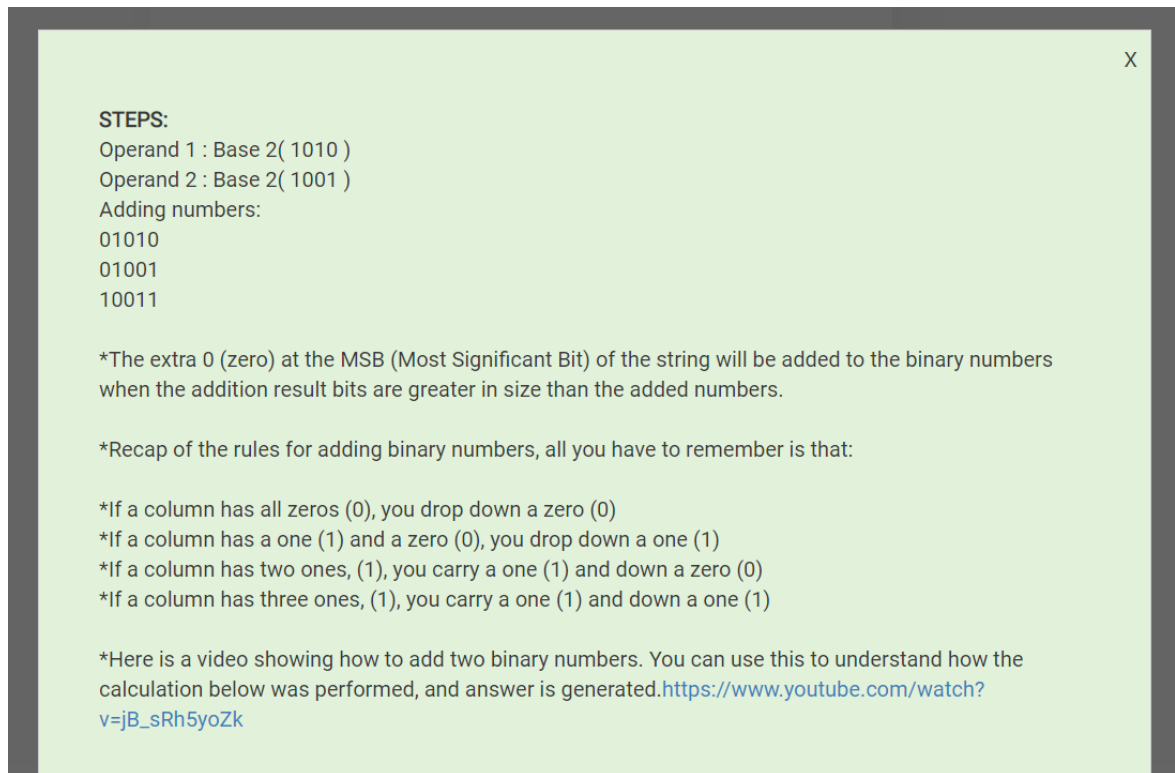 X
STEPS:
Operand 1 : Base 2( 1010 )
Operand 2 : Base 2( 1001 )
Adding numbers:
01010
01001
10011
*The extra 0 (zero) at the MSB (Most Significant Bit) of the string will be added to the binary numbers
when the addition result bits are greater in size than the added numbers.
*Recap of the rules for adding binary numbers, all you have to remember is that:
*If a column has all zeros (0), you drop down a zero (0)
*If a column has a one (1) and a zero (0), you drop down a one (1)
*If a column has two ones, (1), you carry a one (1) and down a zero (0)
*If a column has three ones, (1), you carry a one (1) and down a one (1)
*Here is a video showing how to add two binary numbers. You can use this to understand how the
calculation below was performed, and answer is generated.https://www.youtube.com/watch?
v=jB_sRh5yoZk